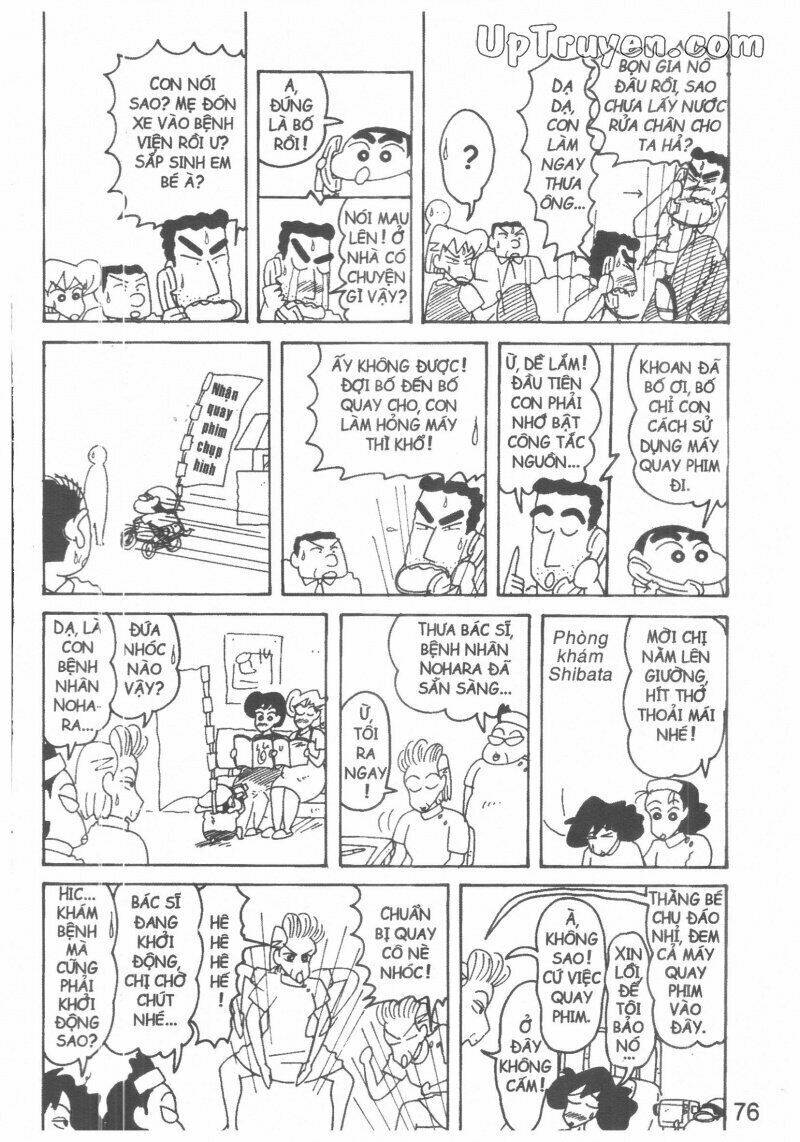 UpTruyen.com
BỌN GIA NÔ
ĐÂU RỒI, SAO
CHƯA LẤY NƯỚC
RỬA CHÂN CHO
TA HẢ?
DẠ
DẠ,
CON
LÀM
NGAY
THƯA
ÔNG...
?
...
A,
ĐÚNG
LÀ BỐ
RỒI!
NÓI MAU
LÊN! Ở
NHÀ CÓ
CHUYỆN
GÌ VẬY?
CON NÓI
SAO? MẸ ĐÓN
XE VÀO BỆNH
VIỆN RỒI Ư?
SẮP SINH EM
BÉ À?
KHOAN ĐÃ
BỐ ƠI, BỐ
CHỈ CON
CÁCH SỬ
DỤNG MÁY
QUAY PHIM
ĐI.
Ừ, DỄ LẮM!
ĐẦU TIÊN
CON PHẢI
NHỚ BẬT
CÔNG TẮC
NGUỒN...
ẤY KHÔNG ĐƯỢC!
ĐỢI BỐ ĐẾN BỐ
QUAY CHO, CON
LÀM HỎNG MÁY
THÌ KHỔ!
Nhận
quay
phim
chụp
hình
Phòng
khám
Shibata
MỜI CHỊ
NẰM LÊN
GIƯỜNG,
HÍT THỞ
THOẢI MÁI
NHÉ!
THƯA BÁC SĨ,
BỆNH NHÂN
NOHARA ĐÃ
SẴN SÀNG...
Ừ,
TÔI
RA
NGAY!
ĐỨA
NHÓC
NÀO
VẬY?
DẠ, LÀ
CON
BỆNH
NHÂN
NOHA-
RA...
THẰNG BÉ
CHU ĐÁO
NHỈ, ĐEM
CẢ MÁY
QUAY PHIM
VÀO
ĐÂY.
XIN
LỖI, ĐỂ
TÔI
BẢO
NÓ
...
À,
KHÔNG
SAO!
CỨ VIỆC
QUAY
PHIM.
Ở
ĐÂY
KHÔNG
CẤM!
CHUẨN
BỊ QUAY
CÔ NÈ
NHÓC!
HÊ
HÊ
HÊ
HẾ!
BÁC SĨ
ĐANG
KHỞI
ĐỘNG,
CHỊ CHỜ
CHÚT
NHÉ...
HIC...
KHÁM
BỆNH
MÀ
CŨNG
PHẢI
KHỞI
ĐỘNG
SAO?
76